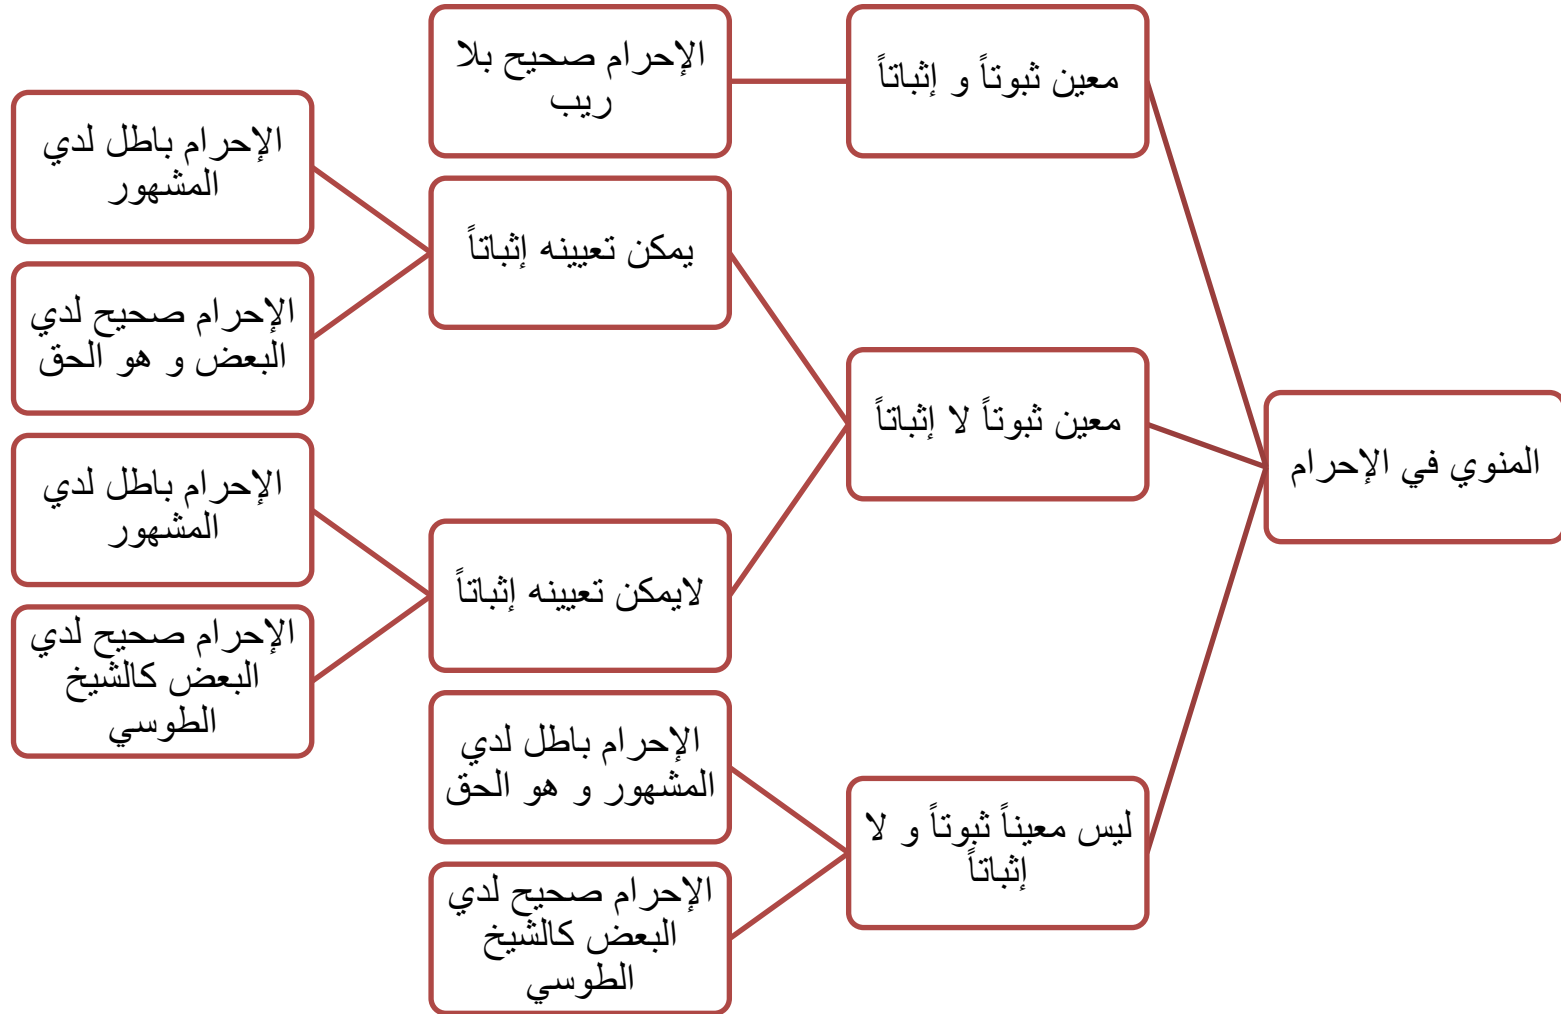 المنوي في الإحرام
معين ثبوتاً و إثباتاً
الإحرام صحيح بلا
ريب
معين ثبوتاً لا إثباتاً
يمكن تعيينه إثباتاً
الإحرام باطل لدي
المشهور
الإحرام صحيح لدي
البعض و هو الحق
لايمكن تعيينه إثباتاً
الإحرام باطل لدي
المشهور
الإحرام صحيح لدي
البعض كالشيخ
الطوسي
ليس معيناً ثبوتاً و لا
إثباتاً
الإحرام باطل لدي
المشهور و هو الحق
الإحرام صحيح لدي
البعض كالشيخ
الطوسي